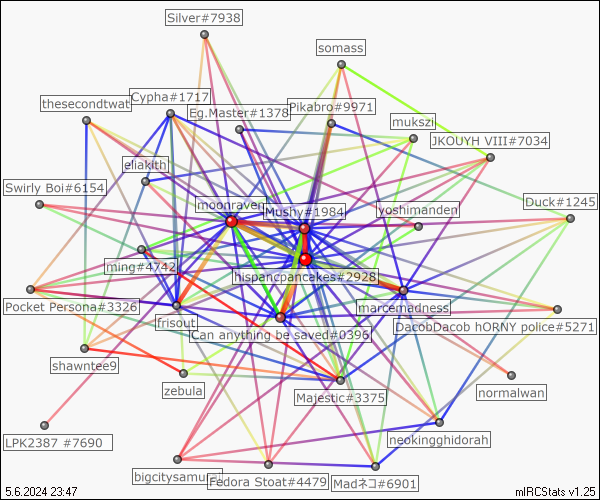 Silver#7938
somass
thesecondtwat
Cypha#1717
Eg.Master#1378
Pikabro#9971
mukszi
JKOUYH VIII#7034
eliakith
Swirly Boi#6154
moonraven
Mushy#1984
yoshimanden
Duck#1245
ming#4742
hispanicpancakes#2928
Pocket Persona#3326
frisout
marcemadness
DacobDacob hORNY police#5271
Can anything be saved#0396
shawntee9
zebula
Majestic#3375
normalwan
LPK2387 #7690
neokingghidorah
bigcitysamurai
Fedora Stoat#4479
Madネコ#6901
5.6.2024 23:47
mIRCStats v1.25